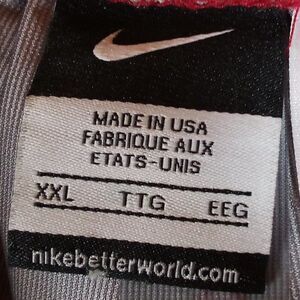 MADE IN USA
FABRIQUE AUX
ETATS-UNIS
XXL TTG EEG
nikebetterworld.com